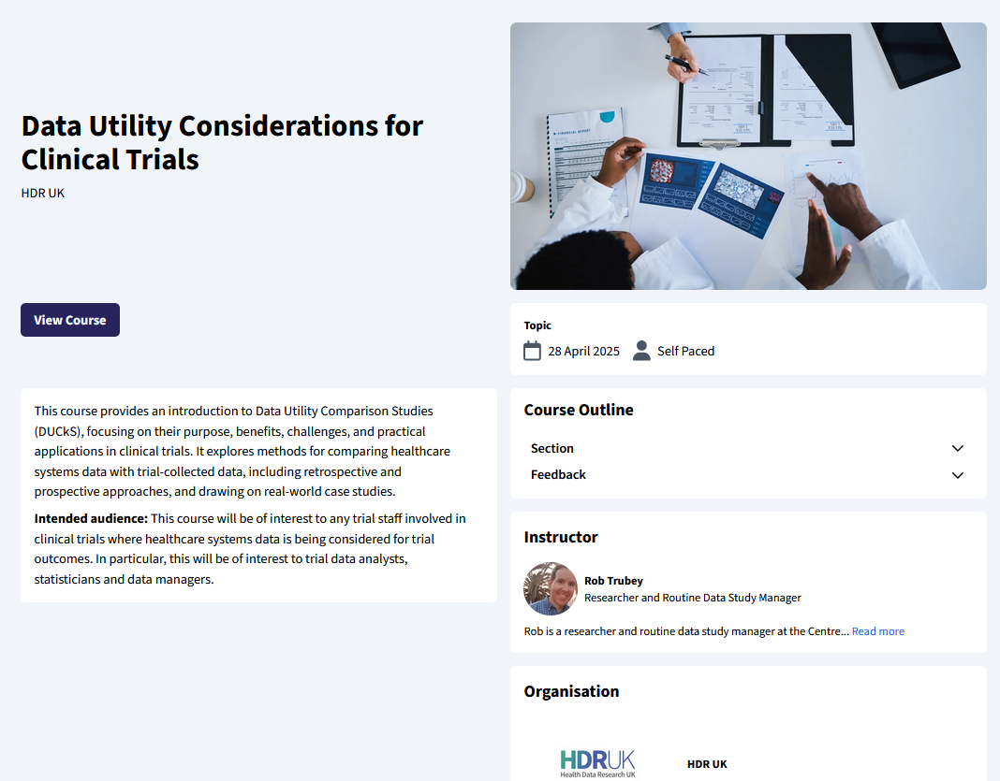 Data Utility Considerations for
Clinical Trials
HDR UK
View Course
This course provides an introduction to Data Utility Comparison Studies
(DUCkS), focusing on their purpose, benefits, challenges, and practical
applications in clinical trials. It explores methods for comparing healthcare
systems data with trial-collected data, including retrospective and
prospective approaches, and drawing on real-world case studies.
Intended audience: This course will be of interest to any trial staff involved in
clinical trials where healthcare systems data is being considered for trial
outcomes. In particular, this will be of interest to trial data analysts,
statisticians and data managers.
FINANCIAL REPORT
Topic
28 April 2025 Self Paced
Course Outline
Section
Feedback
Instructor
Rob Trubey
Researcher and Routine Data Study Manager
Rob is a researcher and routine data study manager at the Centre... Read more
Organisation
HDRUK
Health Data Research UK
HDR UK